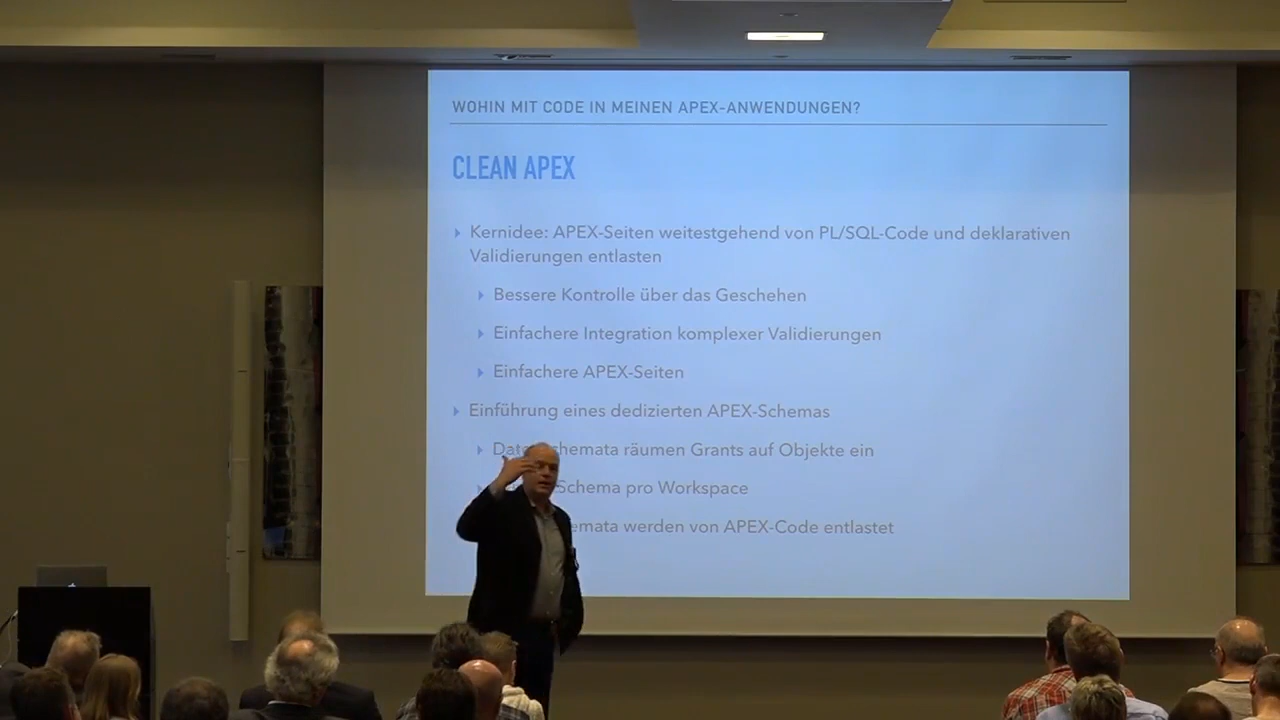 WOHIN MIT CODE IN MEINEN APEX-ANWENDUNGEN?
CLEAN APEX
Kernidee: APEX-Seiten weitestgehend von PL/SQL-Code und deklarativen
Validierungen entlasten
Bessere Kontrolle über das Geschehen
Einfachere Integration komplexer Validierungen
Einfachere APEX-Seiten
Einführung eines dedizierten APEX-Schemas
räumen Grants auf Objekte ein
Schema pro Workspace
werden von APEX-Code entlastet